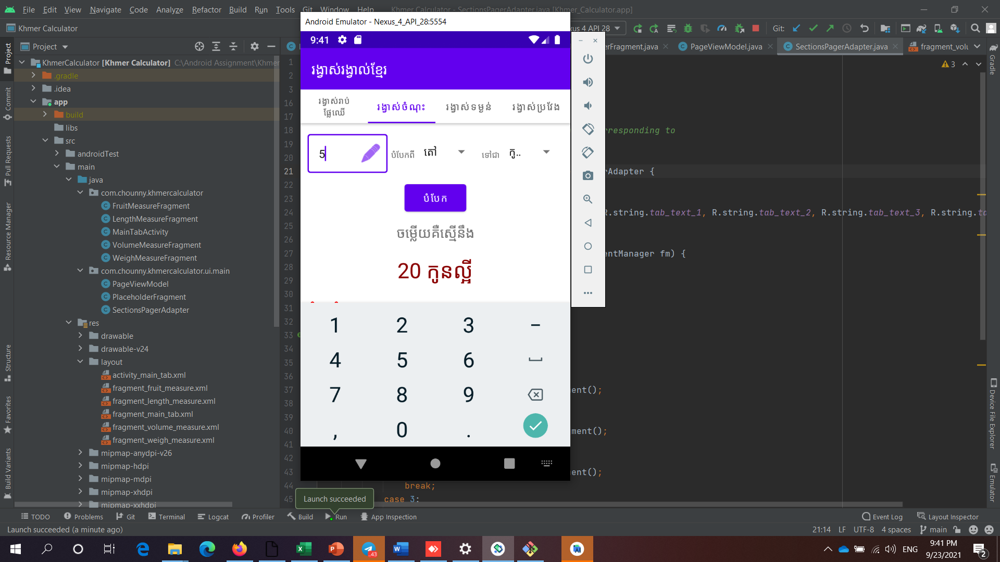 File Edit View Navigate Code Analyze Refactor Build Run Tools Git Window Help Khmer Calculator - SectionsPagerAdapter.java [Khmer_Calculator.app]
Android Emulator - Nexus_4_API_28:5554
Khmer Calculator
xus 4 API 28
Git:
Project
erFragment.java
PageViewModel.java
SectionsPagerAdapter.java
fragment_volu
9:41
រង្វាស់រង្វាល់ខ្មែរ
រង្វាស់រាប់
ផ្លែឈើ
រង្វាស់ចំណុះ
រង្វាស់ទម្ងន់
រង្វាស់ប្រវែង
5
បំបែកពី
តៅ
ទៅជា
កូ..
បំបែក
ចម្លើយគឺស្មើនឹង
20 កូនល្អី
1 2 3 –
4 5 6
7 8 9
, 0 .
KhmerCalculator [Khmer Calculator] C:\Android Assignment\Khmer
.gradle
.idea
app
build
libs
src
androidTest
main
java
com.chounny.khmercalculator
FruitMeasureFragment
LengthMeasureFragment
MainTabActivity
VolumeMeasureFragment
WeighMeasureFragment
com.chounny.khmercalculator.ui.main
PageViewModel
PlaceholderFragment
SectionsPagerAdapter
res
drawable
drawable-v24
layout
activity_main_tab.xml
fragment_fruit_measure.xml
fragment_length_measure.xml
fragment_main_tab.xml
fragment_volume_measure.xml
fragment_weigh_measure.xml
mipmap-anydpi-v26
mipmap-hdpi
mipmap-mdpi
mipmap-xhdpi
mipmap-xxhdpi
Project
Commit
Pull Requests
Resource Manager
Structure
Favorites
Build Variants
1
2
3
16
17
18
19
20
21
22
23
24
25
26
27
28
29
30
31
32
33
34
35
36
37
38
39
40
41
42
43
44
45
3
rresponding to
rAdapter {
R.string.tab_text_1, R.string.tab_text_2, R.string.tab_text_3, R.string.ta
entManager fm) {
ent();
ment();
ent();
break;
case 3:
Gradle
Device File Explorer
Emulator
Launch succeeded
TODO Problems Git Terminal Logcat Profiler Build Run App Inspection Event Log Layout Inspector
Launch succeeded (a minute ago) 21:14 LF UTF-8 4 spaces main
43
ENG
9:41 PM
9/23/2021
2